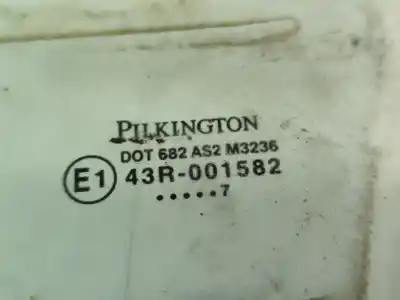 PILKINGTON
DOT 682 AS2 M3236
E1 43R-001582
.....7